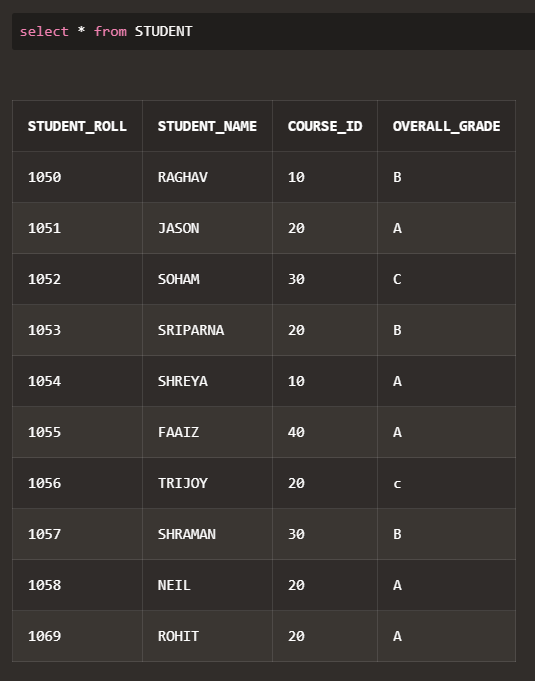 select * from STUDENT
STUDENT_ROLL STUDENT_NAME COURSE_ID OVERALL_GRADE
1050 RAGHAV 10 B
1051 JASON 20 A
1052 SOHAM 30 C
1053 SRIPARNA 20 B
1054 SHREYA 10 A
1055 FAAIZ 40 A
1056 TRIJOY 20 c
1057 SHRAMAN 30 B
1058 NEIL 20 A
1069 ROHIT 20 A